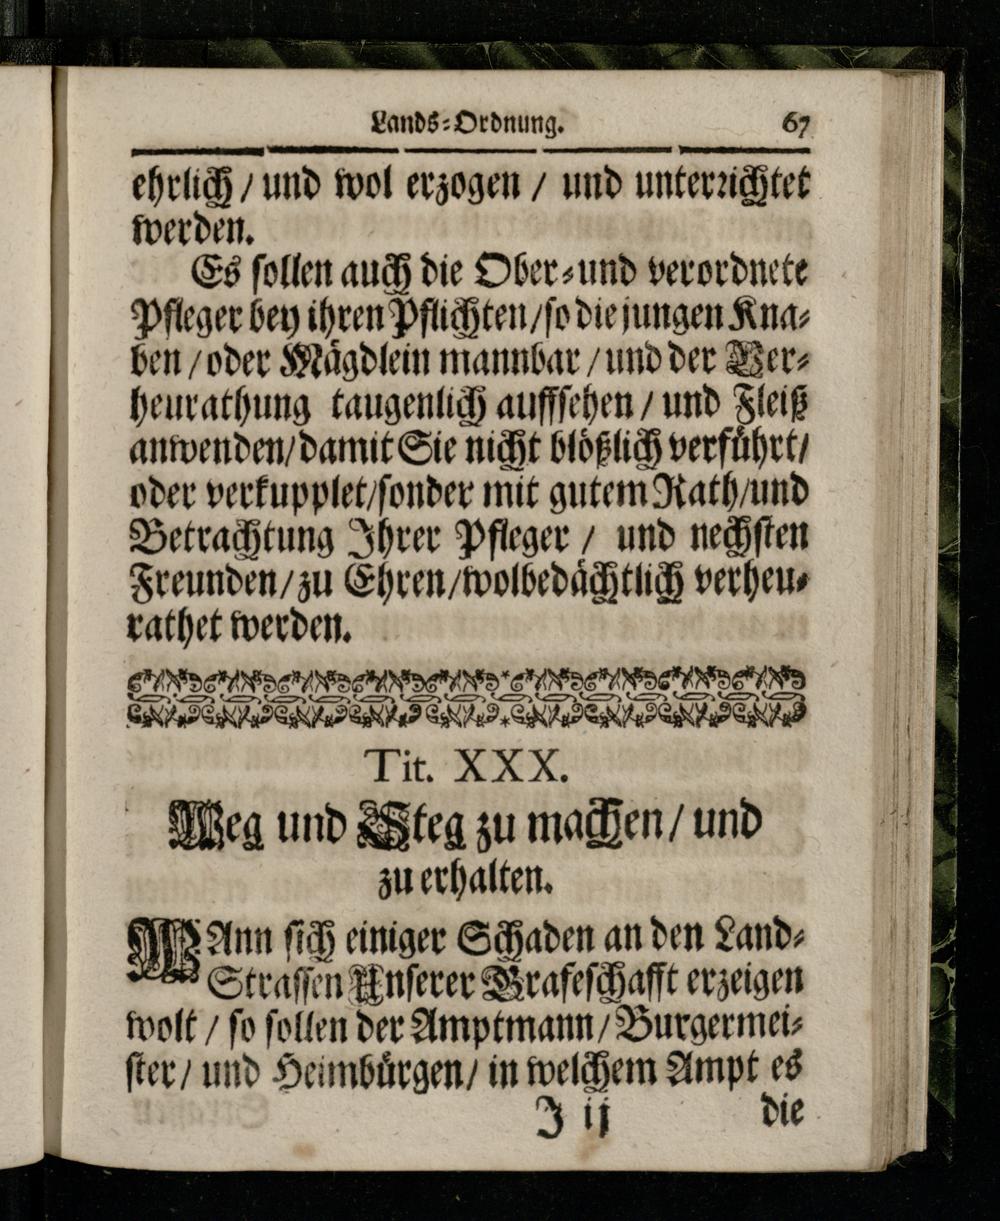 Lands-Ordnung. 67
ehrlich / und wol erzogen / und unterrichtet
werden.
Es sollen auch die Ober-und verordnete
Pfleger bey ihren Pflichten/so die jungen Kna-
ben / oder Mägdlein mannbar / und der Ver-
heurathung taugenlich auffsehen / und Fleiß
anwenden/damit Sie nicht blößlich verführt/
oder verkupplet/sonder mit gutem Rath/und
Betrachtung Ihrer Pfleger / und nechsten
Freunden/zu Ehren/wolbedächtlich verheu-
rathet werden.
Tit. XXX.
Weg und Steg zu machen/ und
zu erhalten.
WAnn sich einiger Schaden an den Land-
Strassen Unserer Grafeschafft erzeigen
wolt / so sollen der Amptmann/Burgermei-
ster/ und Heimbürgen/ in welchem Ampt es
J ij die